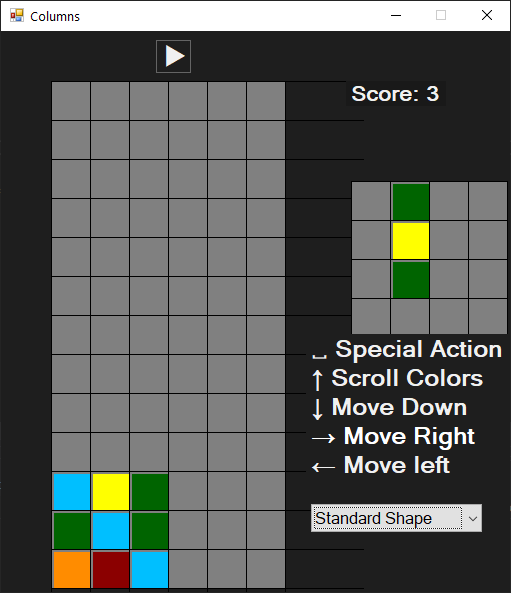 Columns
Score: 3
␣ Special Action
↑ Scroll Colors
↓ Move Down
→ Move Right
← Move left
Standard Shape